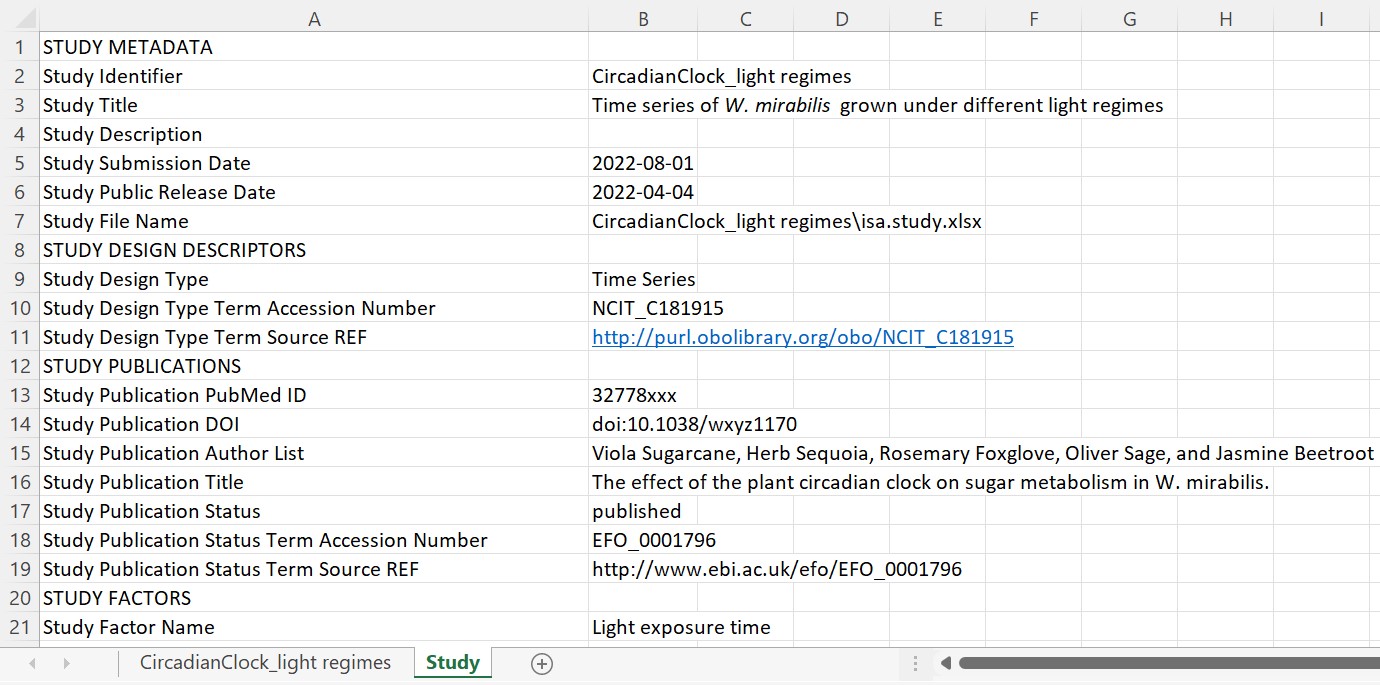 A B C D E F G H I
1 STUDY METADATA
2 Study Identifier CircadianClock_light regimes
3 Study Title Time series of W. mirabilis grown under different light regimes
4 Study Description
5 Study Submission Date 2022-08-01
6 Study Public Release Date 2022-04-04
7 Study File Name CircadianClock_light regimes\isa.study.xlsx
8 STUDY DESIGN DESCRIPTORS
9 Study Design Type Time Series
10 Study Design Type Term Accession Number NCIT_C181915
11 Study Design Type Term Source REF http://purl.obolibrary.org/obo/NCIT_C181915
12 STUDY PUBLICATIONS
13 Study Publication PubMed ID 32778xxx
14 Study Publication DOI doi:10.1038/wxyz1170
15 Study Publication Author List Viola Sugarcane, Herb Sequoia, Rosemary Foxglove, Oliver Sage, and Jasmine Beetroot
16 Study Publication Title The effect of the plant circadian clock on sugar metabolism in W. mirabilis.
17 Study Publication Status published
18 Study Publication Status Term Accession Number EFO_0001796
19 Study Publication Status Term Source REF http://www.ebi.ac.uk/efo/EFO_0001796
20 STUDY FACTORS
21 Study Factor Name Light exposure time
CircadianClock_light regimes Study